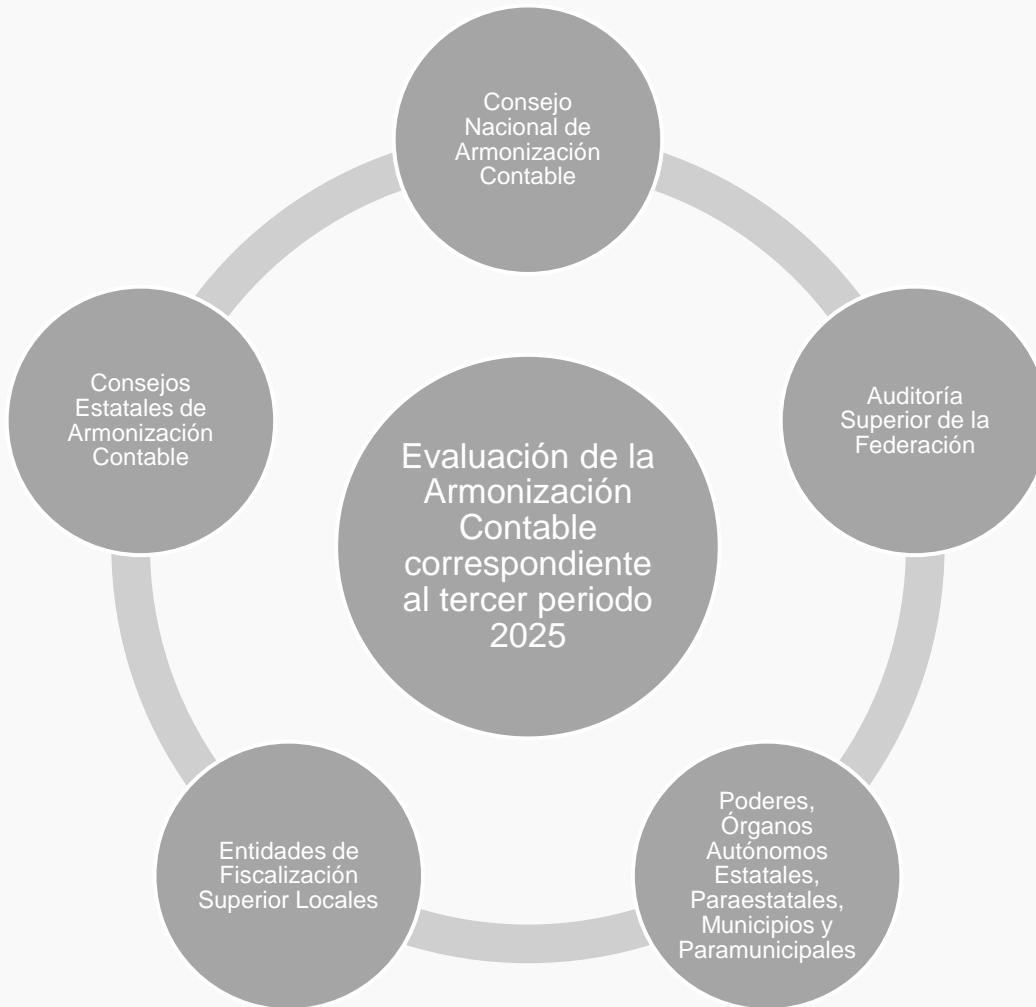 Consejo
Nacional de
Armonización
Contable
Auditoría
Superior de la
Federación
Poderes,
Órganos
Autónomos
Estatales,
Paraestatales,
Municipios y
Paramunicipales
Entidades de
Fiscalización
Superior Locales
Consejos
Estatales de
Armonización
Contable
Evaluación de la
Armonización
Contable
correspondiente
al tercer periodo
2025